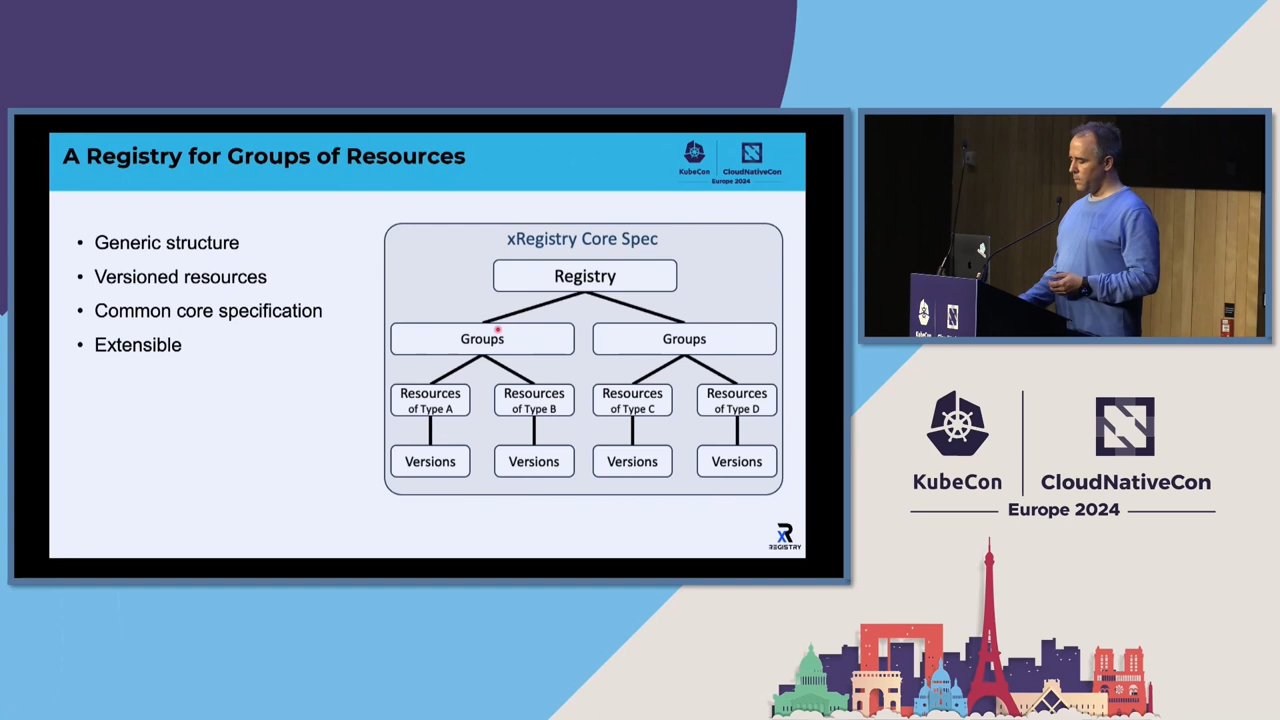 A Registry for Groups of Resources
KubeCon
CloudNativeCon
Europe 2024
• Generic structure
• Versioned resources
• Common core specification
• Extensible
xRegistry Core Spec
Registry
Groups
Groups
Resources
of Type A
Resources
of Type B
Resources
of Type C
Resources
of Type D
Versions
Versions
Versions
Versions
xR
REGISTRY
KubeCon
CloudNativeCon
Europe 2024